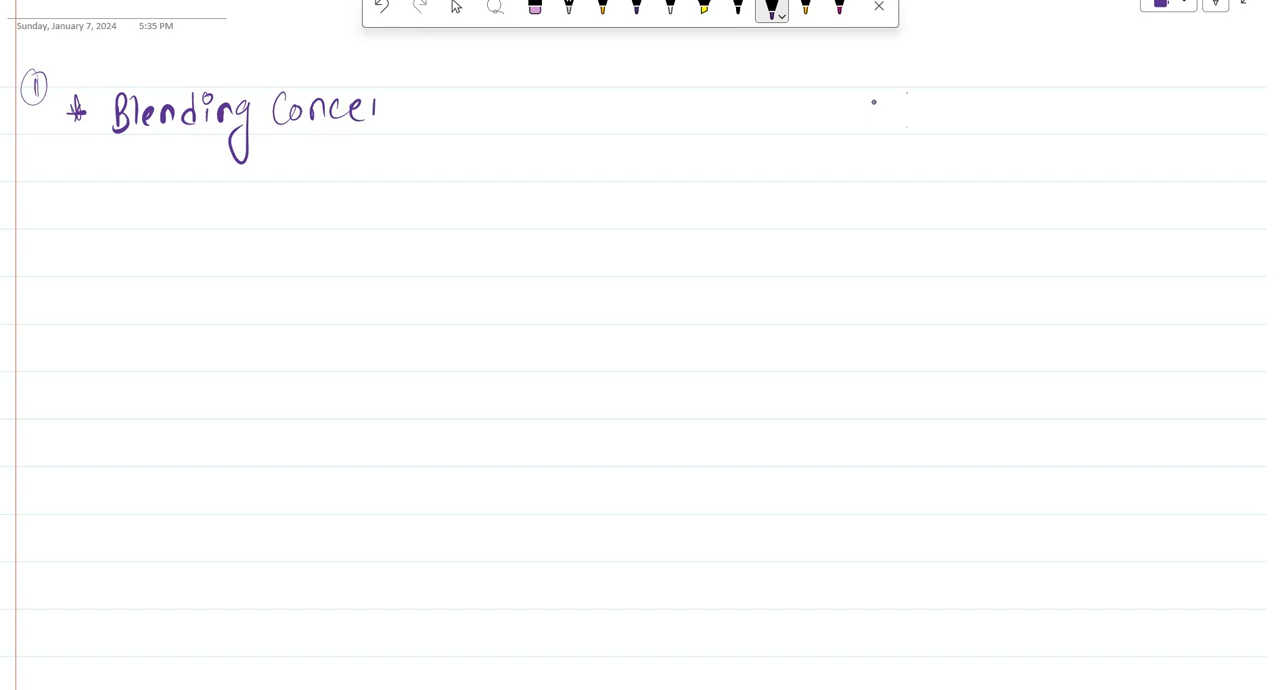 Sunday, January 7, 2024 5:35 PM
① * Blending Conce